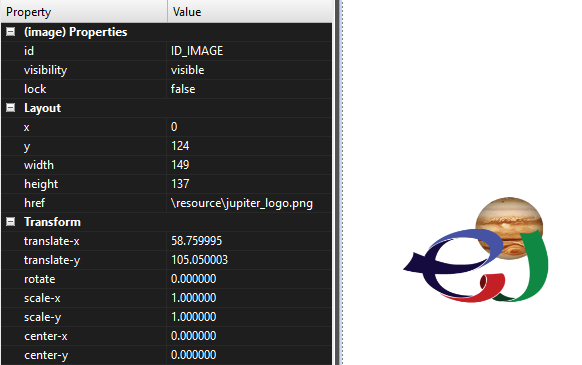 Property Value
(image) Properties
id ID_IMAGE
visibility visible
lock false
Layout
x 0
y 124
width 149
height 137
href \resource\jupiter_logo.png
Transform
translate-x 58.759995
translate-y 105.050003
rotate 0.000000
scale-x 1.000000
scale-y 1.000000
center-x 0.000000
center-y 0.000000